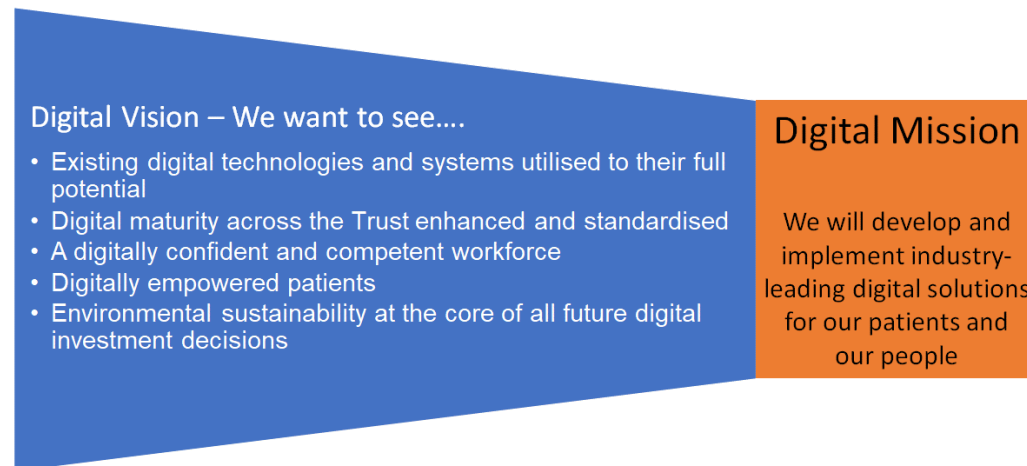 Digital Vision – We want to see....
• Existing digital technologies and systems utilised to their full
potential
• Digital maturity across the Trust enhanced and standardised
• A digitally confident and competent workforce
• Digitally empowered patients
• Environmental sustainability at the core of all future digital
investment decisions
Digital Mission
We will develop and
implement industry-
leading digital solutions
for our patients and
our people